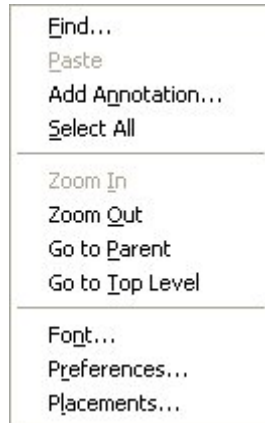 Find...
Paste
Add Annotation...
Select All
Zoom In
Zoom Out
Go to Parent
Go to Top Level
Font...
Preferences...
Placements...